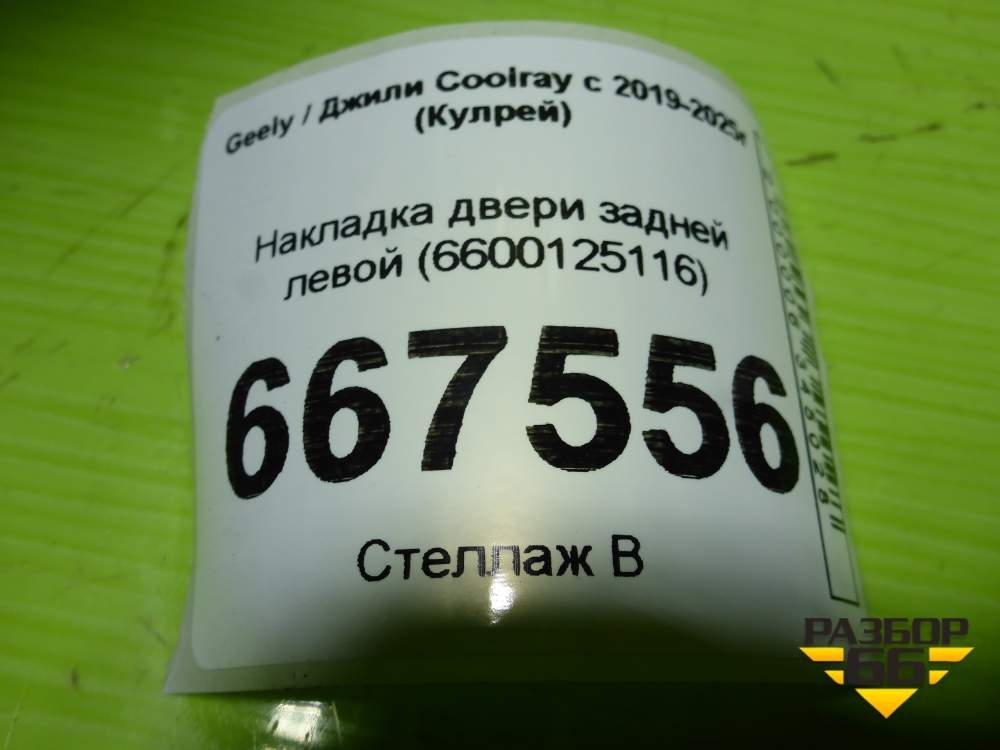 Geely / Джили Coolray с 2019-2025г
(Кулрей)
Накладка двери задней
левой (6600125116)
667556
Стеллаж В
РАЗБОР
66